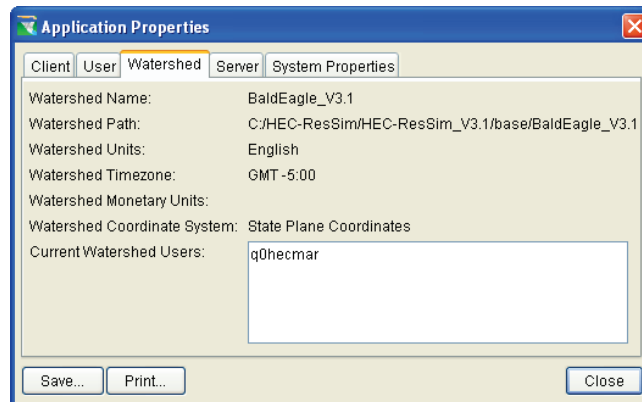 Application Properties
Client User Watershed Server System Properties
Watershed Name: BaldEagle_V3.1
Watershed Path: C:/HEC-ResSim/HEC-ResSim_V3.1/base/BaldEagle_V3.1
Watershed Units: English
Watershed Timezone: GMT -5:00
Watershed Monetary Units:
Watershed Coordinate System: State Plane Coordinates
Current Watershed Users: q0hecmar
Save... Print... Close